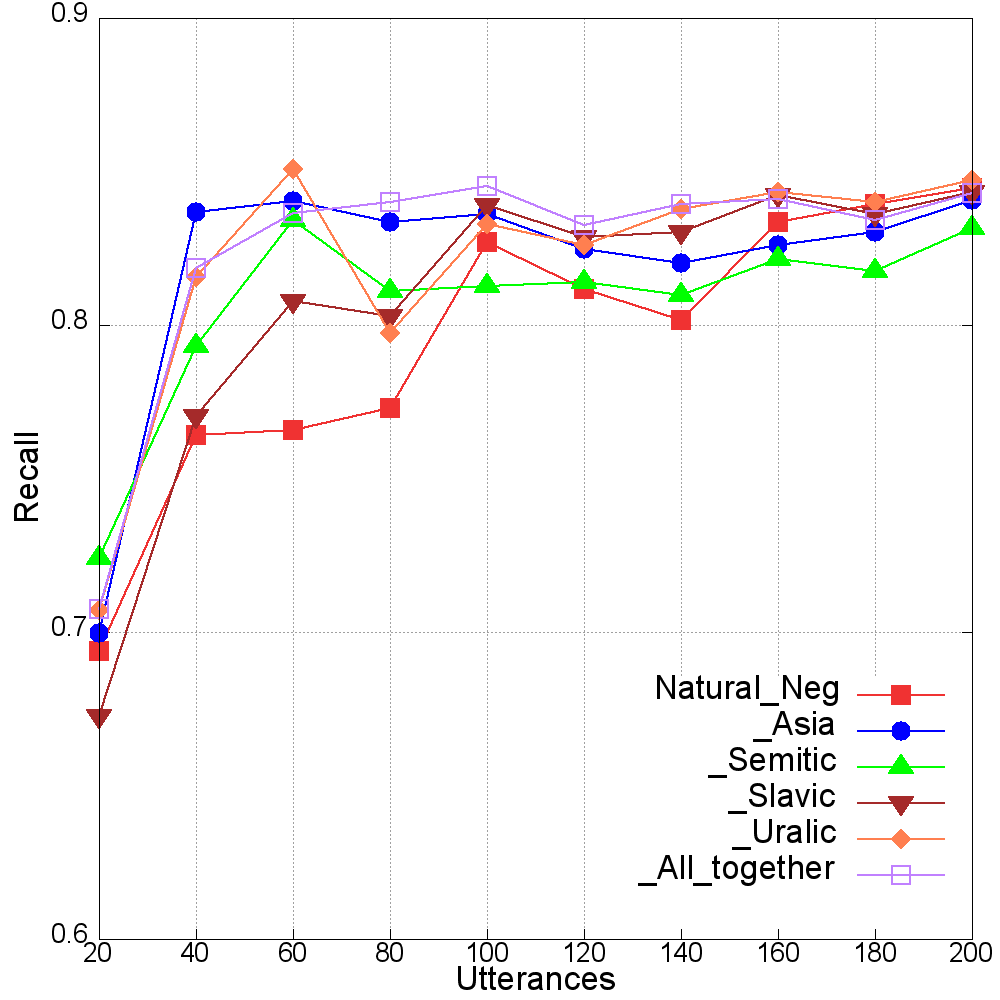 0.9
0.8
0.7
0.6
Recall
Natural_Neg
_Asia
_Semitic
_Slavic
_Uralic
_All_together
20 40 60 80 100 120 140 160 180 200
Utterances